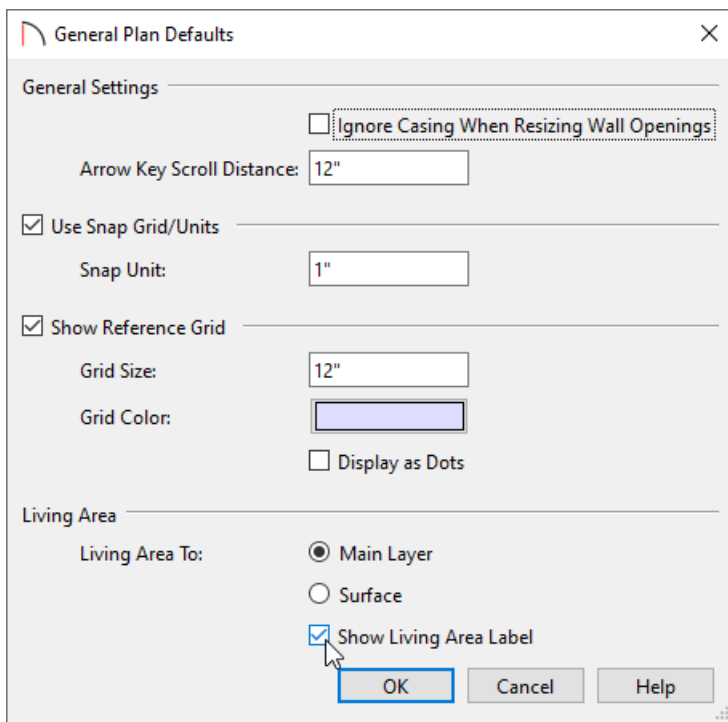 General Plan Defaults
General Settings
Ignore Casing When Resizing Wall Openings
Arrow Key Scroll Distance: 12"
Use Snap Grid/Units
Snap Unit: 1"
Show Reference Grid
Grid Size: 12"
Grid Color:
Display as Dots
Living Area
Living Area To: Main Layer
Surface
Show Living Area Label
OK Cancel Help